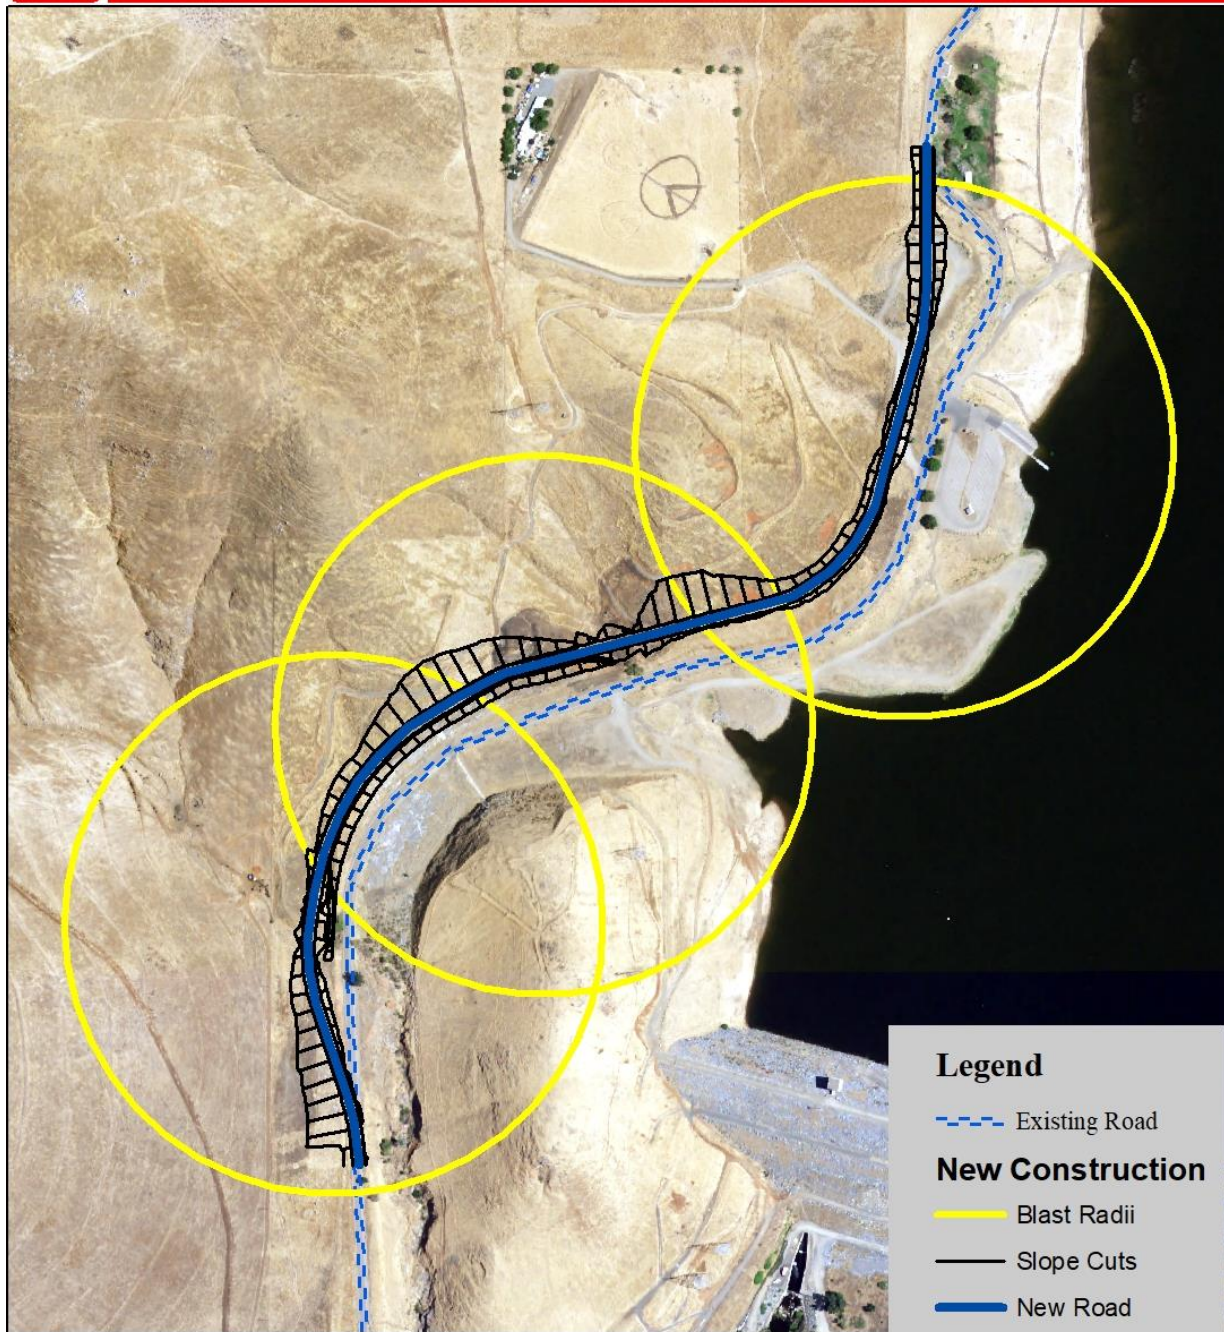 Legend
Existing Road
New Construction
Blast Radii
Slope Cuts
New Road